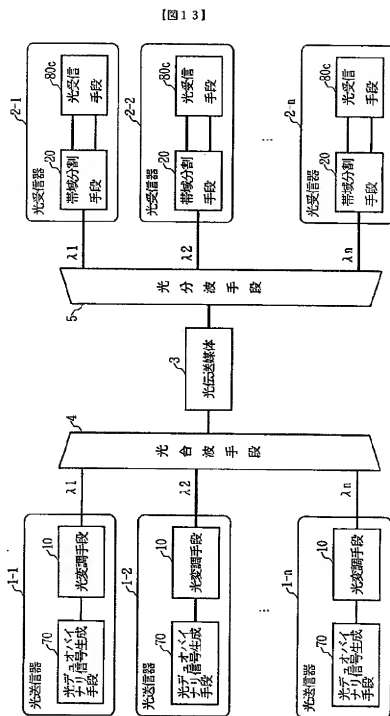 【図13】
1-1
光送信器
70
光デュオバイ
ナリ信号生成
手段
10
光変調手段
λ1
1-2
光送信器
70
光デュオバイ
ナリ信号生成
手段
10
光変調手段
λ2
⋮
1-n
光送信器
70
光デュオバイ
ナリ信号生成
手段
10
光変調手段
λn
4
光合波手段
3
光伝送媒体
5
光分波手段
λ1
2-1
光受信器
20
帯域分割
手段
80c
光受信
手段
λ2
2-2
光受信器
20
帯域分割
手段
80c
光受信
手段
⋮
λn
2-n
光受信器
20
帯域分割
手段
80c
光受信
手段